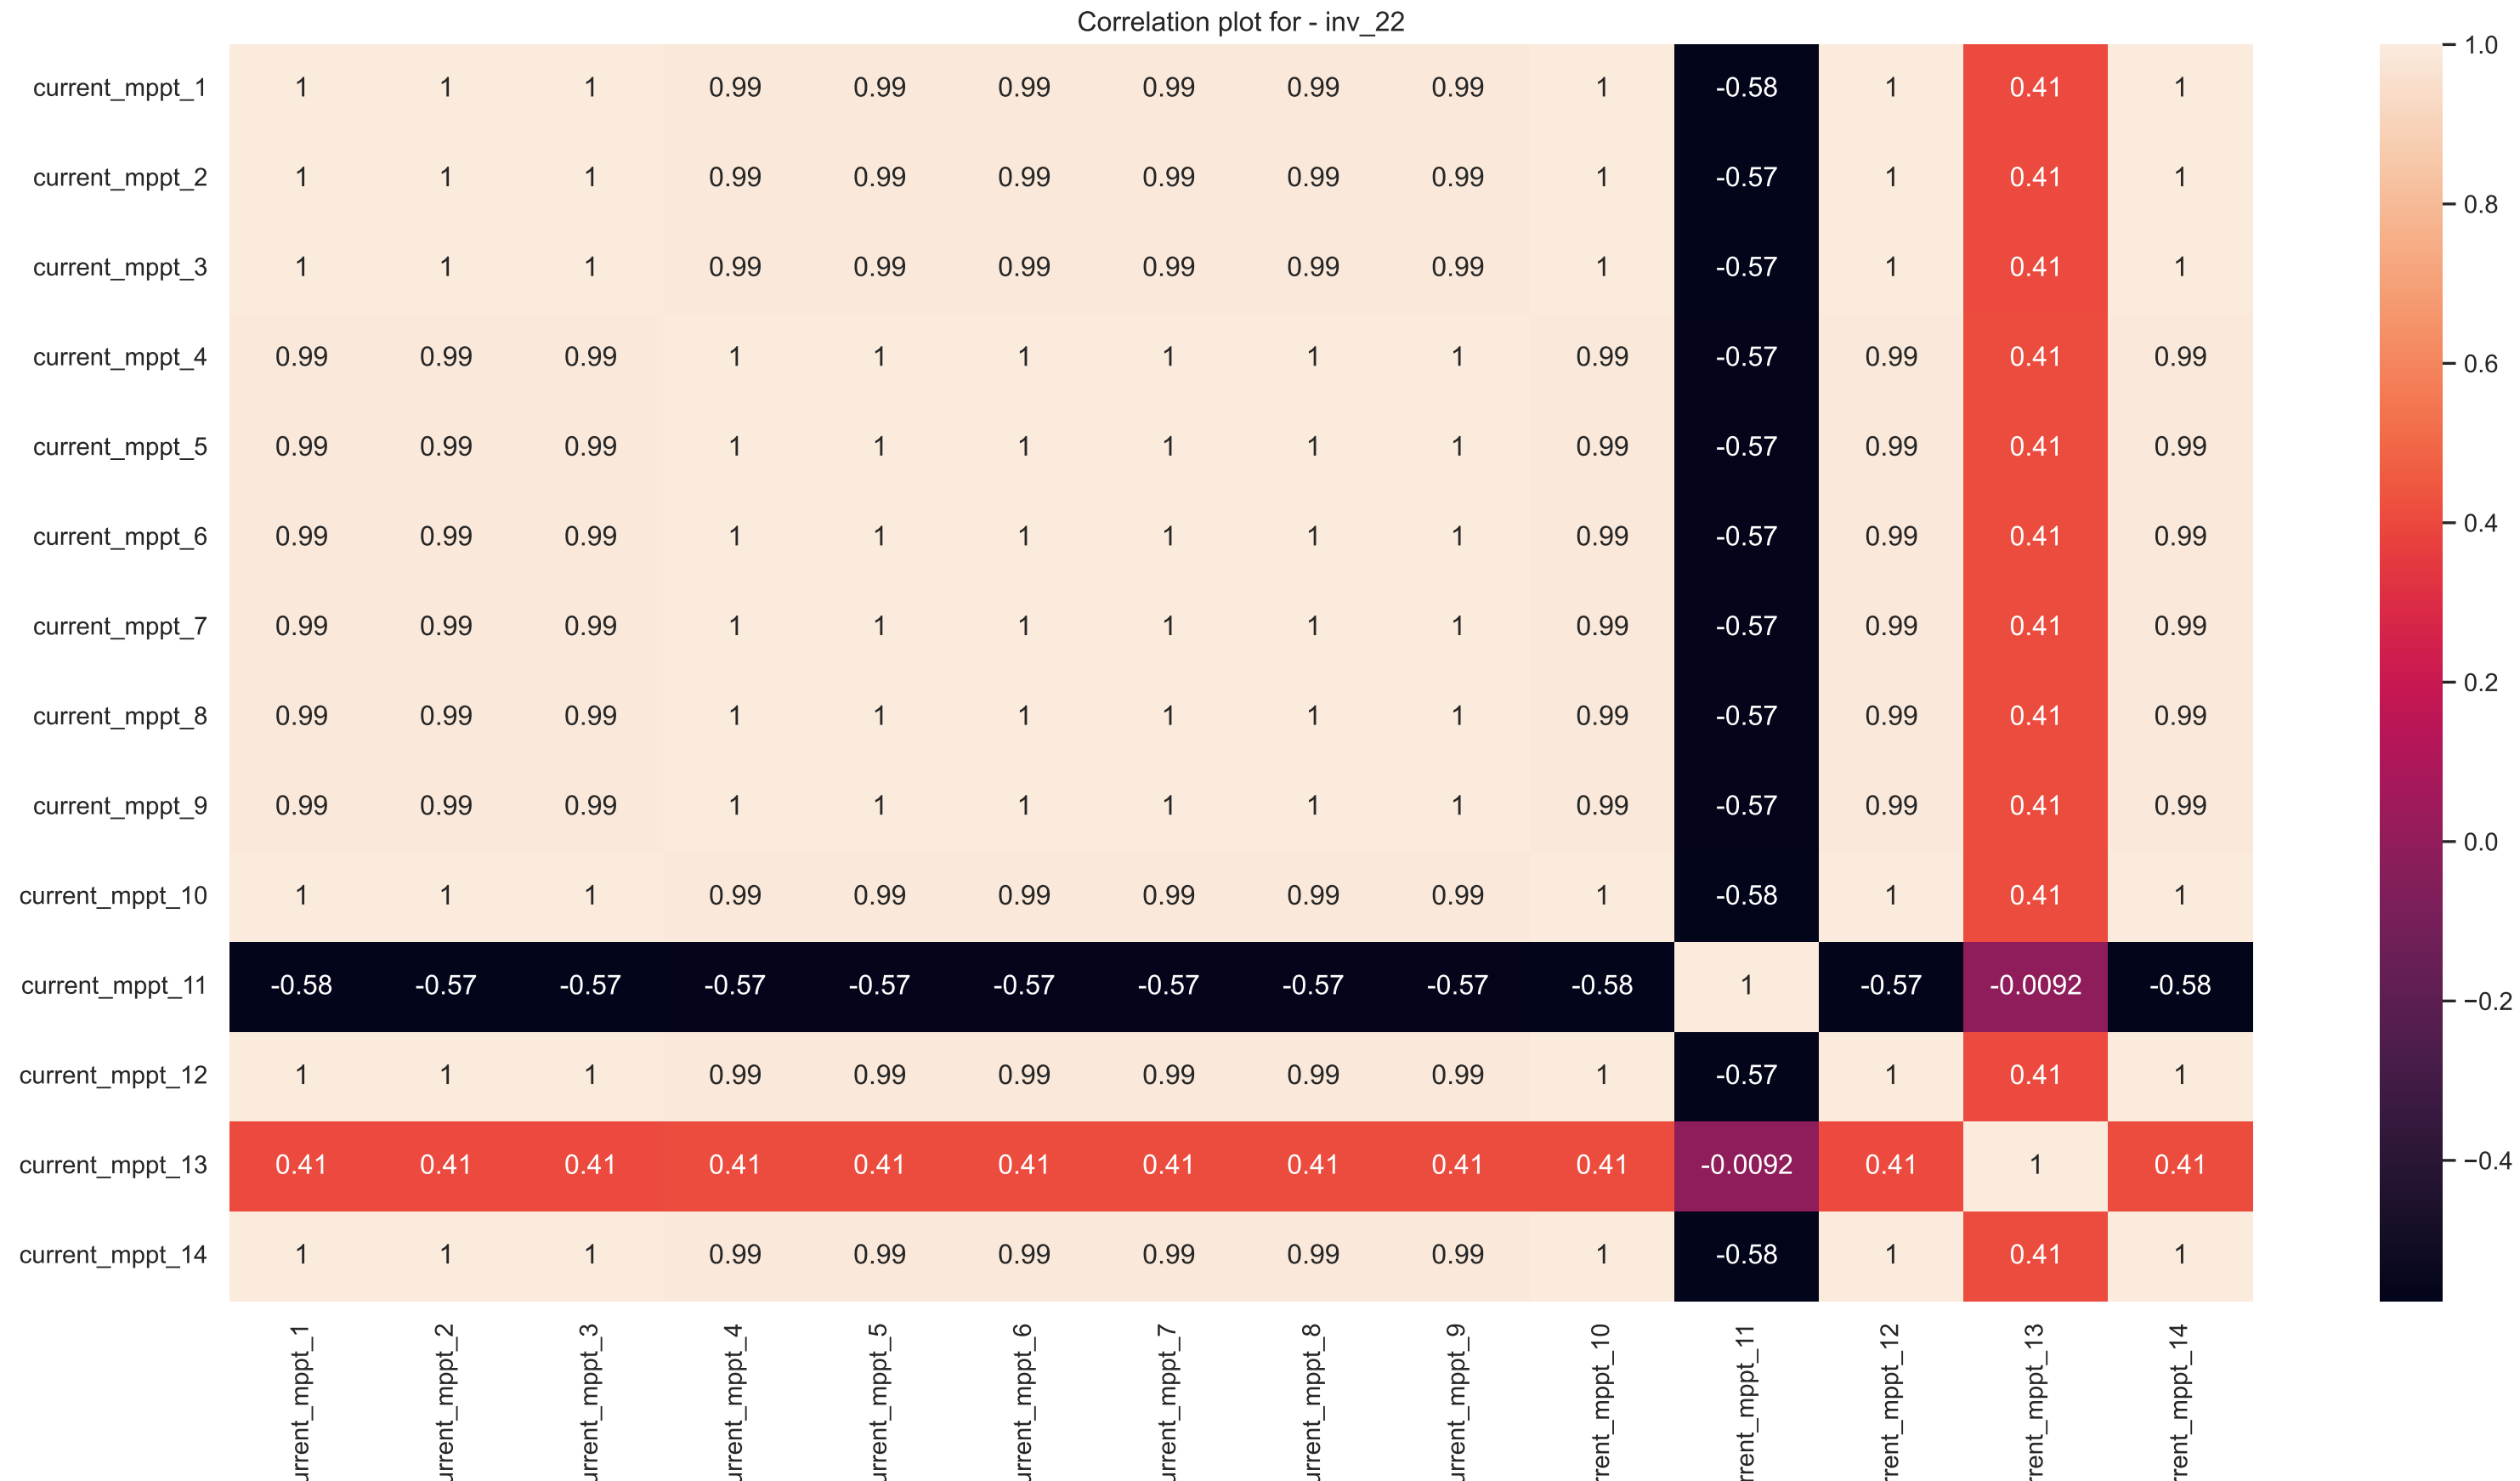 Correlation plot for - inv_22
current_mppt_1 1 1 1 0.99 0.99 0.99 0.99 0.99 0.99 1 -0.58 1 0.41 1
current_mppt_2 1 1 1 0.99 0.99 0.99 0.99 0.99 0.99 1 -0.57 1 0.41 1
current_mppt_3 1 1 1 0.99 0.99 0.99 0.99 0.99 0.99 1 -0.57 1 0.41 1
current_mppt_4 0.99 0.99 0.99 1 1 1 1 1 1 0.99 -0.57 0.99 0.41 0.99
current_mppt_5 0.99 0.99 0.99 1 1 1 1 1 1 0.99 -0.57 0.99 0.41 0.99
current_mppt_6 0.99 0.99 0.99 1 1 1 1 1 1 0.99 -0.57 0.99 0.41 0.99
current_mppt_7 0.99 0.99 0.99 1 1 1 1 1 1 0.99 -0.57 0.99 0.41 0.99
current_mppt_8 0.99 0.99 0.99 1 1 1 1 1 1 0.99 -0.57 0.99 0.41 0.99
current_mppt_9 0.99 0.99 0.99 1 1 1 1 1 1 0.99 -0.57 0.99 0.41 0.99
current_mppt_10 1 1 1 0.99 0.99 0.99 0.99 0.99 0.99 1 -0.58 1 0.41 1
current_mppt_11 -0.58 -0.57 -0.57 -0.57 -0.57 -0.57 -0.57 -0.57 -0.57 -0.58 1 -0.57 -0.0092 -0.58
current_mppt_12 1 1 1 0.99 0.99 0.99 0.99 0.99 0.99 1 -0.57 1 0.41 1
current_mppt_13 0.41 0.41 0.41 0.41 0.41 0.41 0.41 0.41 0.41 0.41 -0.0092 0.41 1 0.41
current_mppt_14 1 1 1 0.99 0.99 0.99 0.99 0.99 0.99 1 -0.58 1 0.41 1
urrent_mppt_1
urrent_mppt_2
urrent_mppt_3
urrent_mppt_4
urrent_mppt_5
urrent_mppt_6
urrent_mppt_7
urrent_mppt_8
urrent_mppt_9
rrent_mppt_10
rrent_mppt_11
rrent_mppt_12
rrent_mppt_13
rrent_mppt_14
1.0
0.8
0.6
0.4
0.2
0.0
−0.2
−0.4